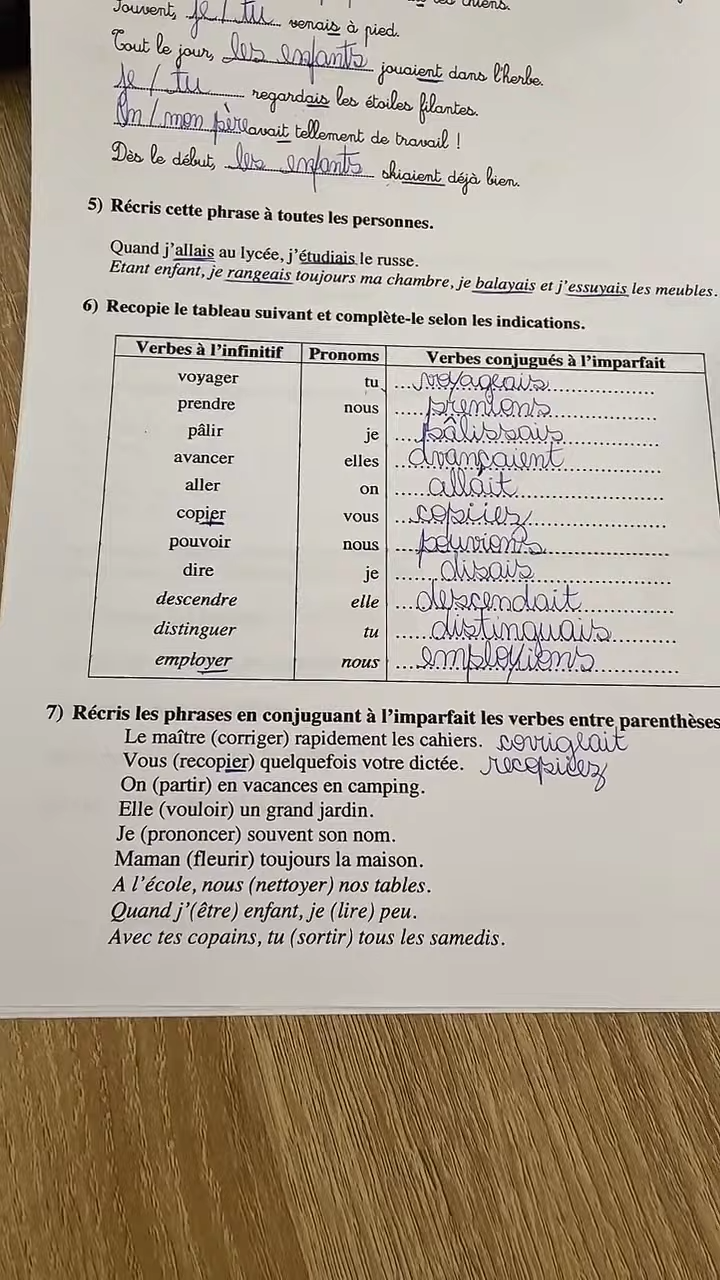 chiens.
Souvent, je / tu venais à pied.
Tout le jour, les enfants jouaient dans l'herbe.
je / tu regardais les étoiles filantes.
On / mon père avait tellement de travail !
Dès le début, les enfants skiaient déjà bien.
5) Récris cette phrase à toutes les personnes.
Quand j'allais au lycée, j'étudiais le russe.
Etant enfant, je rangeais toujours ma chambre, je balayais et j'essuyais les meubles.
6) Recopie le tableau suivant et complète-le selon les indications.
Verbes à l'infinitif Pronoms Verbes conjugués à l'imparfait
voyager tu voyageais
prendre nous prenions
pâlir je pâlissais
avancer elles avançaient
aller on allait
copier vous copiiez
pouvoir nous pouvions
dire je disais
descendre elle descendait
distinguer tu distinguais
employer nous employions
7) Récris les phrases en conjuguant à l'imparfait les verbes entre parenthèses
Le maître (corriger) rapidement les cahiers. corrigeait
Vous (recopier) quelquefois votre dictée. recopiiez
On (partir) en vacances en camping.
Elle (vouloir) un grand jardin.
Je (prononcer) souvent son nom.
Maman (fleurir) toujours la maison.
A l'école, nous (nettoyer) nos tables.
Quand j'(être) enfant, je (lire) peu.
Avec tes copains, tu (sortir) tous les samedis.